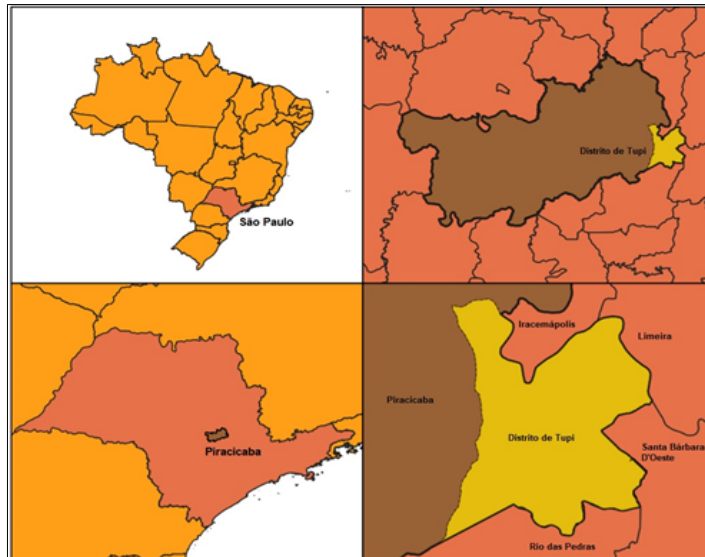 São Paulo
Distrito de Tupi
Piracicaba
Iracemápolis
Limeira
Piracicaba
Distrito de Tupi
Santa Bárbara
D'Oeste
Rio das Pedras